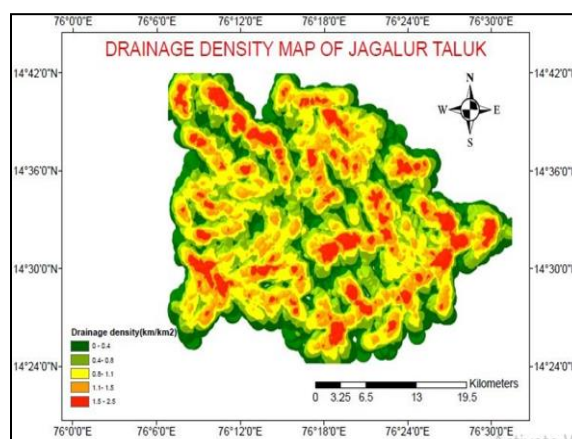 76°0'0"E 76°6'0"E 76°12'0"E 76°18'0"E 76°24'0"E 76°30'0"E
DRAINAGE DENSITY MAP OF JAGALUR TALUK
14°42'0"N 14°42'0"N
N
W E
S
14°36'0"N 14°36'0"N
14°30'0"N 14°30'0"N
Drainage density(km/km2)
0 - 0.4
0.4- 0.8
0.8- 1.1
1.1- 1.5
1.5 - 2.5
14°24'0"N 14°24'0"N
Kilometers
0 3.25 6.5 13 19.5
76°0'0"E 76°6'0"E 76°12'0"E 76°18'0"E 76°24'0"E 76°30'0"E